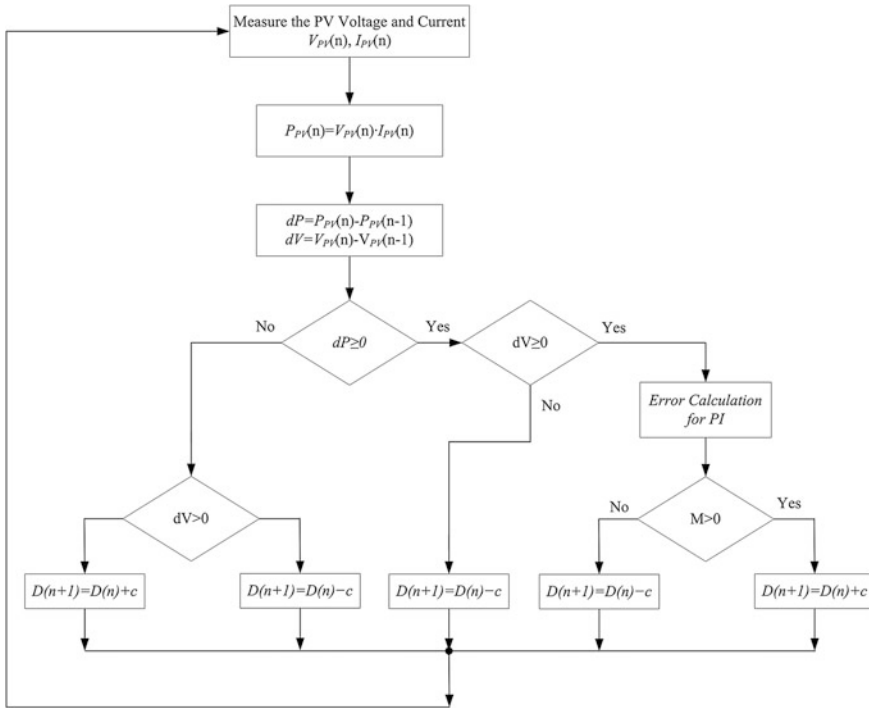 Measure the PV Voltage and Current
V_PV(n), I_PV(n)
P_PV(n)=V_PV(n)·I_PV(n)
dP=P_PV(n)-P_PV(n-1)
dV=V_PV(n)-V_PV(n-1)
No
dP≥0
Yes
dV≥0
Yes
No
Error Calculation
for PI
dV>0
No
M>0
Yes
D(n+1)=D(n)+c
D(n+1)=D(n)−c
D(n+1)=D(n)−c
D(n+1)=D(n)−c
D(n+1)=D(n)+c